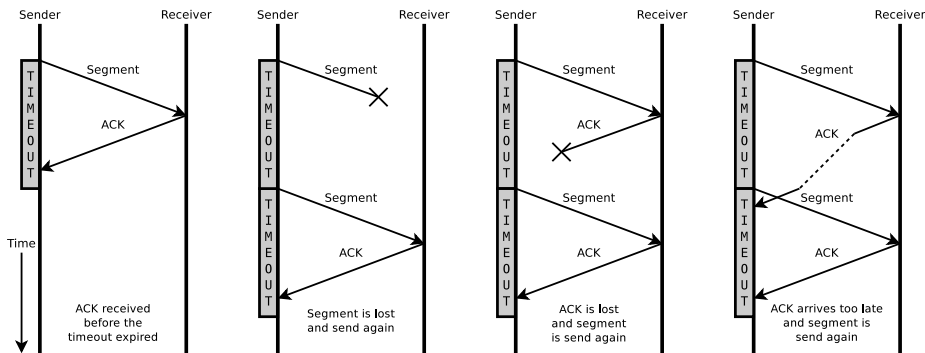 Sender Receiver Sender Receiver Sender Receiver Sender Receiver
TIMEOUT
Segment
ACK
Time
ACK received
before the
timeout expired
TIMEOUT
Segment
TIMEOUT
Segment
ACK
Segment is lost
and send again
TIMEOUT
Segment
ACK
TIMEOUT
Segment
ACK
ACK is lost
and segment
is send again
TIMEOUT
Segment
ACK
TIMEOUT
Segment
ACK
ACK arrives too late
and segment is
send again